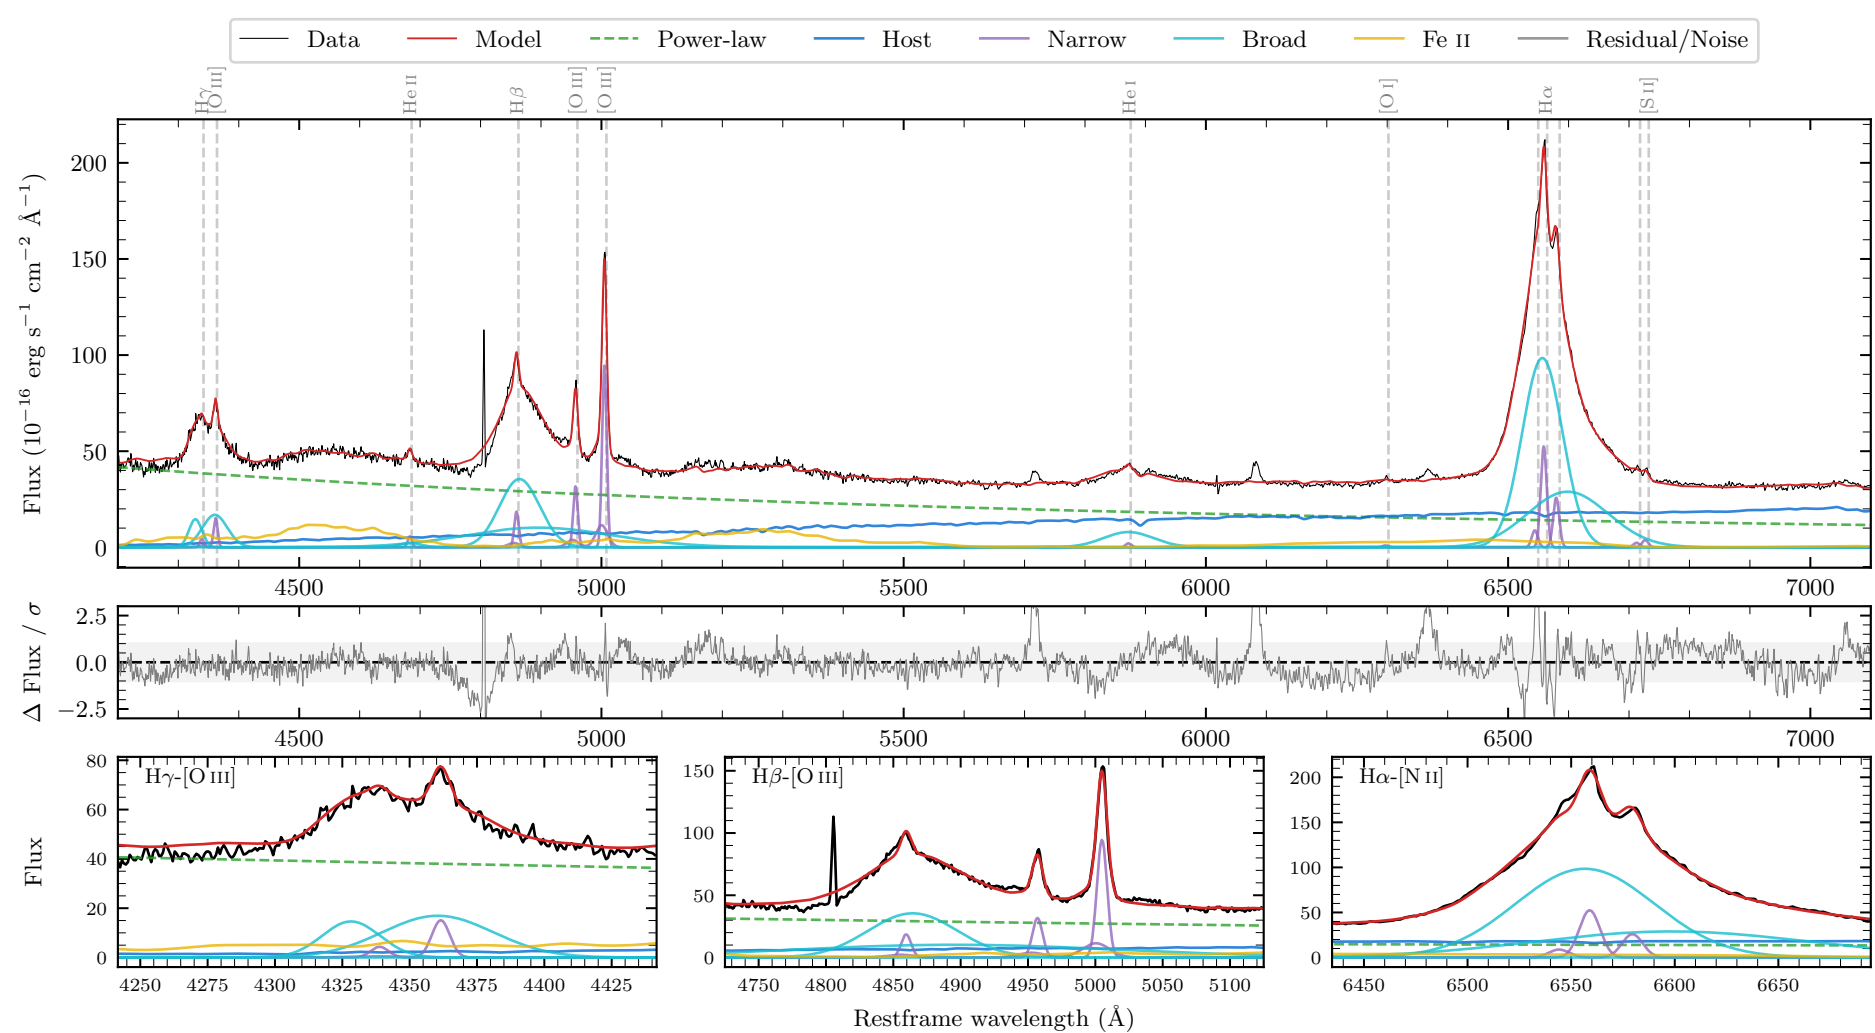 Data Model Power-law Host Narrow Broad Fe II Residual/Noise
Hγ [O III] He II Hβ [O III] [O III] He I [O I] Hα [S II]
Flux (10⁻¹⁶ erg s⁻¹ cm⁻² Å⁻¹)
200
150
100
50
0
4500 5000 5500 6000 6500 7000
Δ Flux / σ
2.5
0.0
−2.5
4500 5000 5500 6000 6500 7000
Flux
Hγ-[O III]
80
60
40
20
0
4250 4275 4300 4325 4350 4375 4400 4425
Hβ-[O III]
150
100
50
0
4750 4800 4850 4900 4950 5000 5050 5100
Hα-[N II]
200
150
100
50
0
6450 6500 6550 6600 6650
Restframe wavelength (Å)